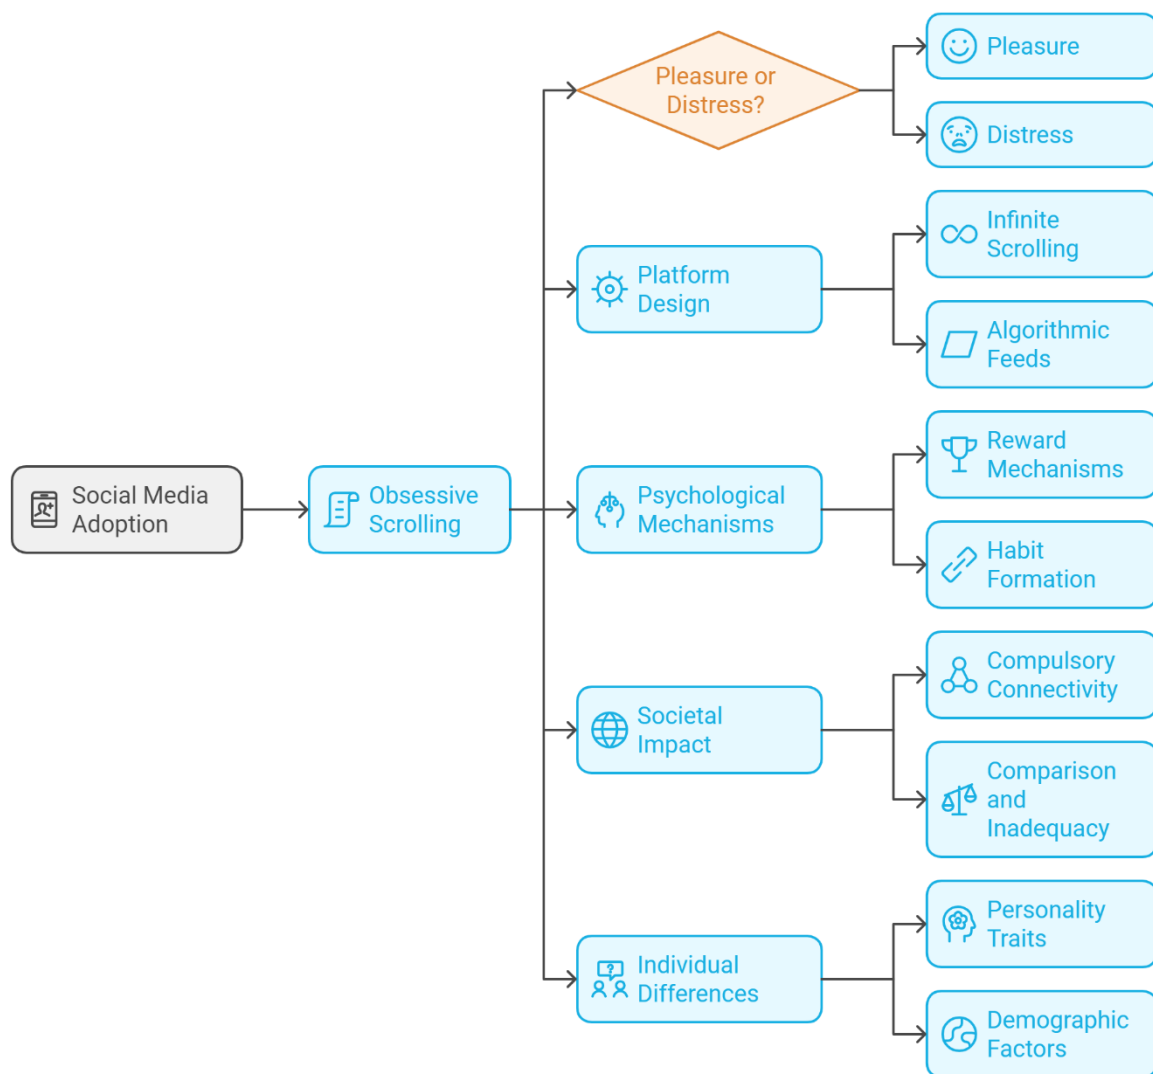 Pleasure or
Distress?
Pleasure
Distress
Platform
Design
Infinite
Scrolling
Algorithmic
Feeds
Social Media
Adoption
Obsessive
Scrolling
Psychological
Mechanisms
Reward
Mechanisms
Habit
Formation
Societal
Impact
Compulsory
Connectivity
Comparison
and
Inadequacy
Individual
Differences
?
Personality
Traits
Demographic
Factors